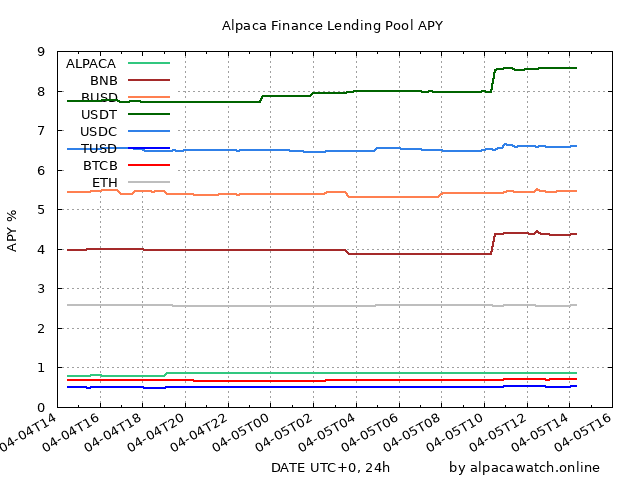 Alpaca Finance Lending Pool APY
9
8
7
6
5
4
3
2
1
0
APY %
ALPACA
BNB
BUSD
USDT
USDC
TUSD
BTCB
ETH
04-04T14
04-04T16
04-04T18
04-04T20
04-04T22
04-05T00
04-05T02
04-05T04
04-05T06
04-05T08
04-05T10
04-05T12
04-05T14
04-05T16
DATE UTC+0, 24h
by alpacawatch.online